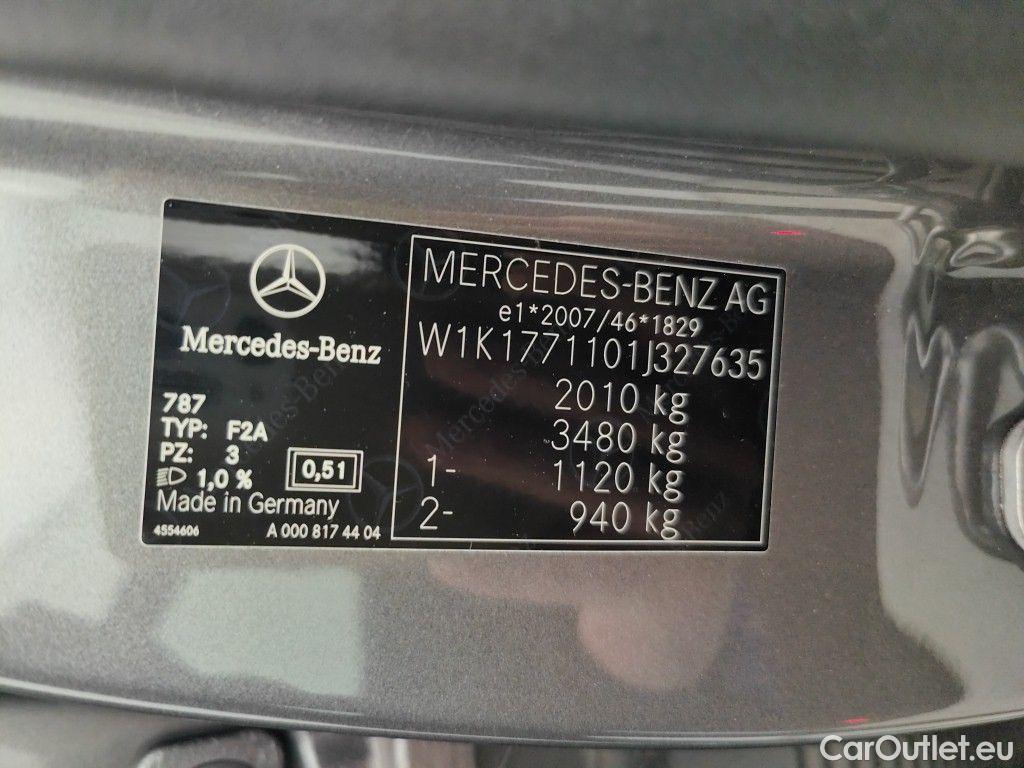 Mercedes-Benz
787
TYP: F2A
PZ: 3
1,0 % 0,51
Made in Germany
4554606 A 000 817 44 04
MERCEDES-BENZ AG
e1*2007/46*1829
W1K1771101J327635
2010 kg
3480 kg
1- 1120 kg
2- 940 kg
CarOutlet.eu